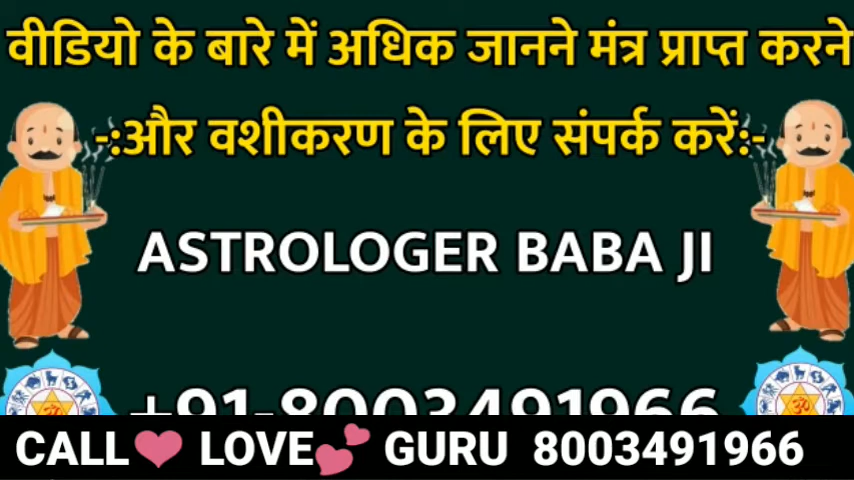 वीडियो के बारे में अधिक जानने मंत्र प्राप्त करने
-:और वशीकरण के लिए संपर्क करें:-
ASTROLOGER BABA JI
+91-8003491966
CALL❤️ LOVE💕 GURU 8003491966